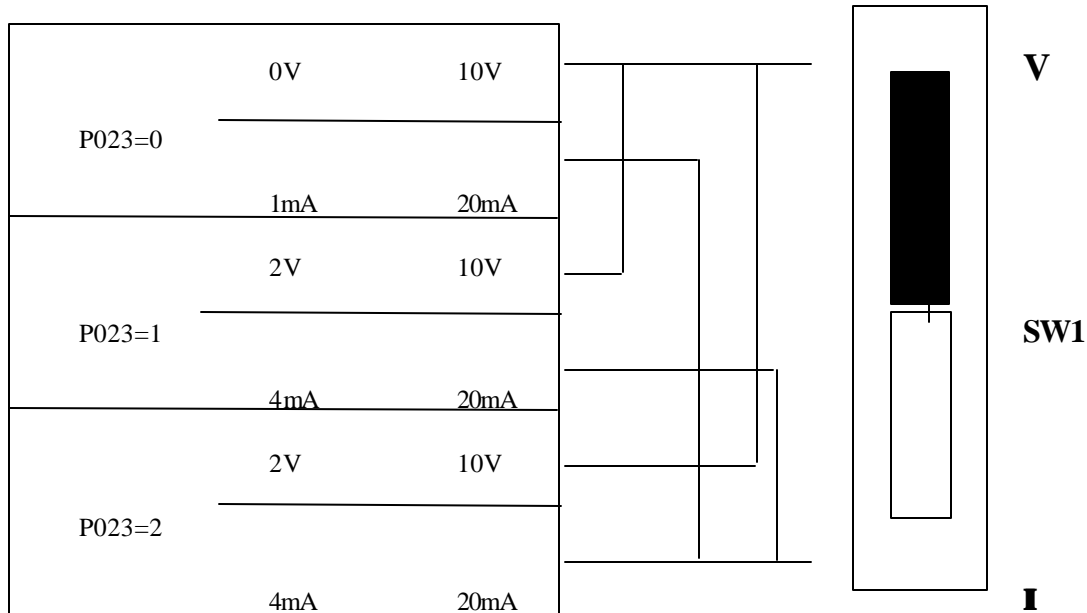 0V 10V
V
P023=0
1mA 20mA
2V 10V
P023=1
SW1
4mA 20mA
2V 10V
P023=2
4mA 20mA
I